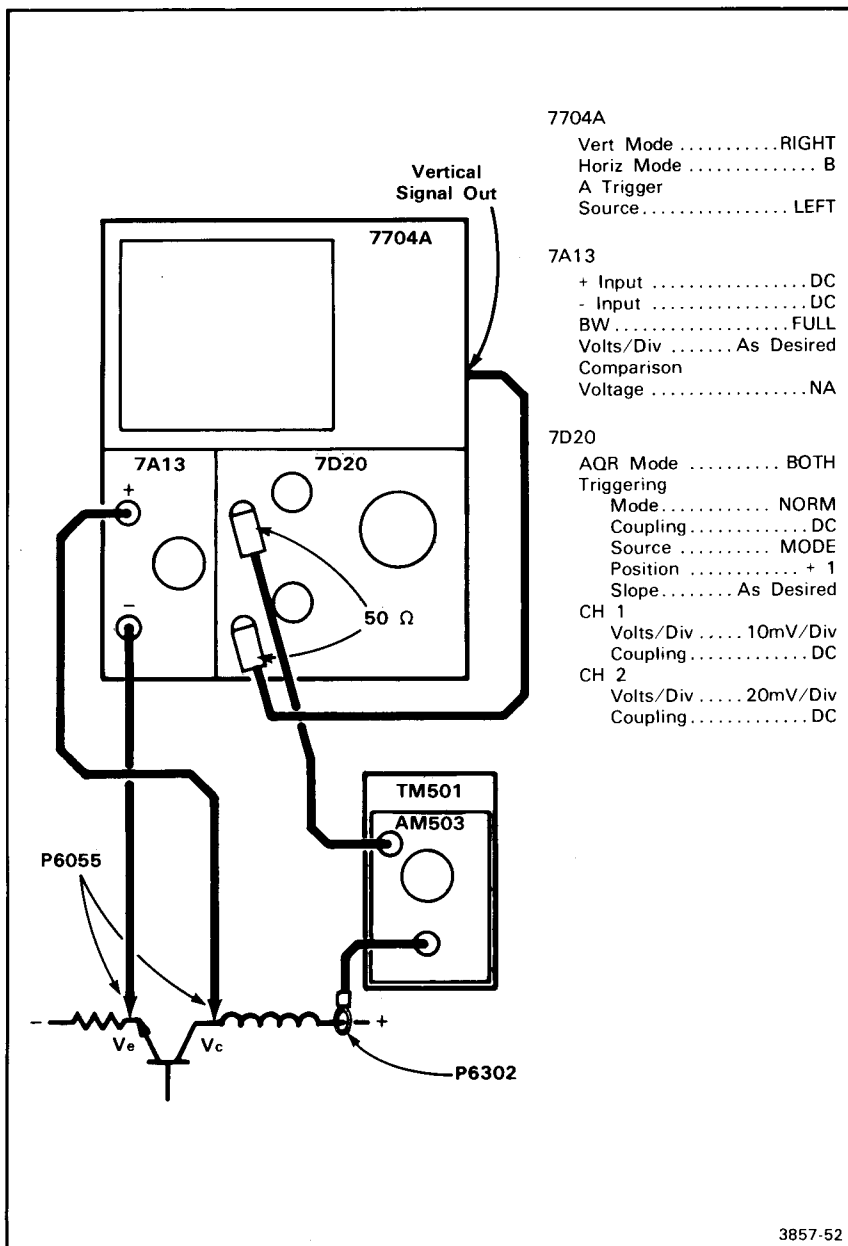 7704A
Vert Mode ...........RIGHT
Horiz Mode .............. B
A Trigger
Source................ LEFT
7A13
+ Input .................DC
- Input ..................DC
BW...................FULL
Volts/Div .......As Desired
Comparison
Voltage .................NA
7D20
AQR Mode .......... BOTH
Triggering
Mode............ NORM
Coupling.............DC
Source .......... MODE
Position ............ + 1
Slope........As Desired
CH 1
Volts/Div .....10mV/Div
Coupling.............DC
CH 2
Volts/Div .....20mV/Div
Coupling.............DC
Vertical
Signal Out
7704A
7A13
7D20
+
-
50 Ω
TM501
AM503
P6055
-
Ve
Vc
+
P6302
3857-52